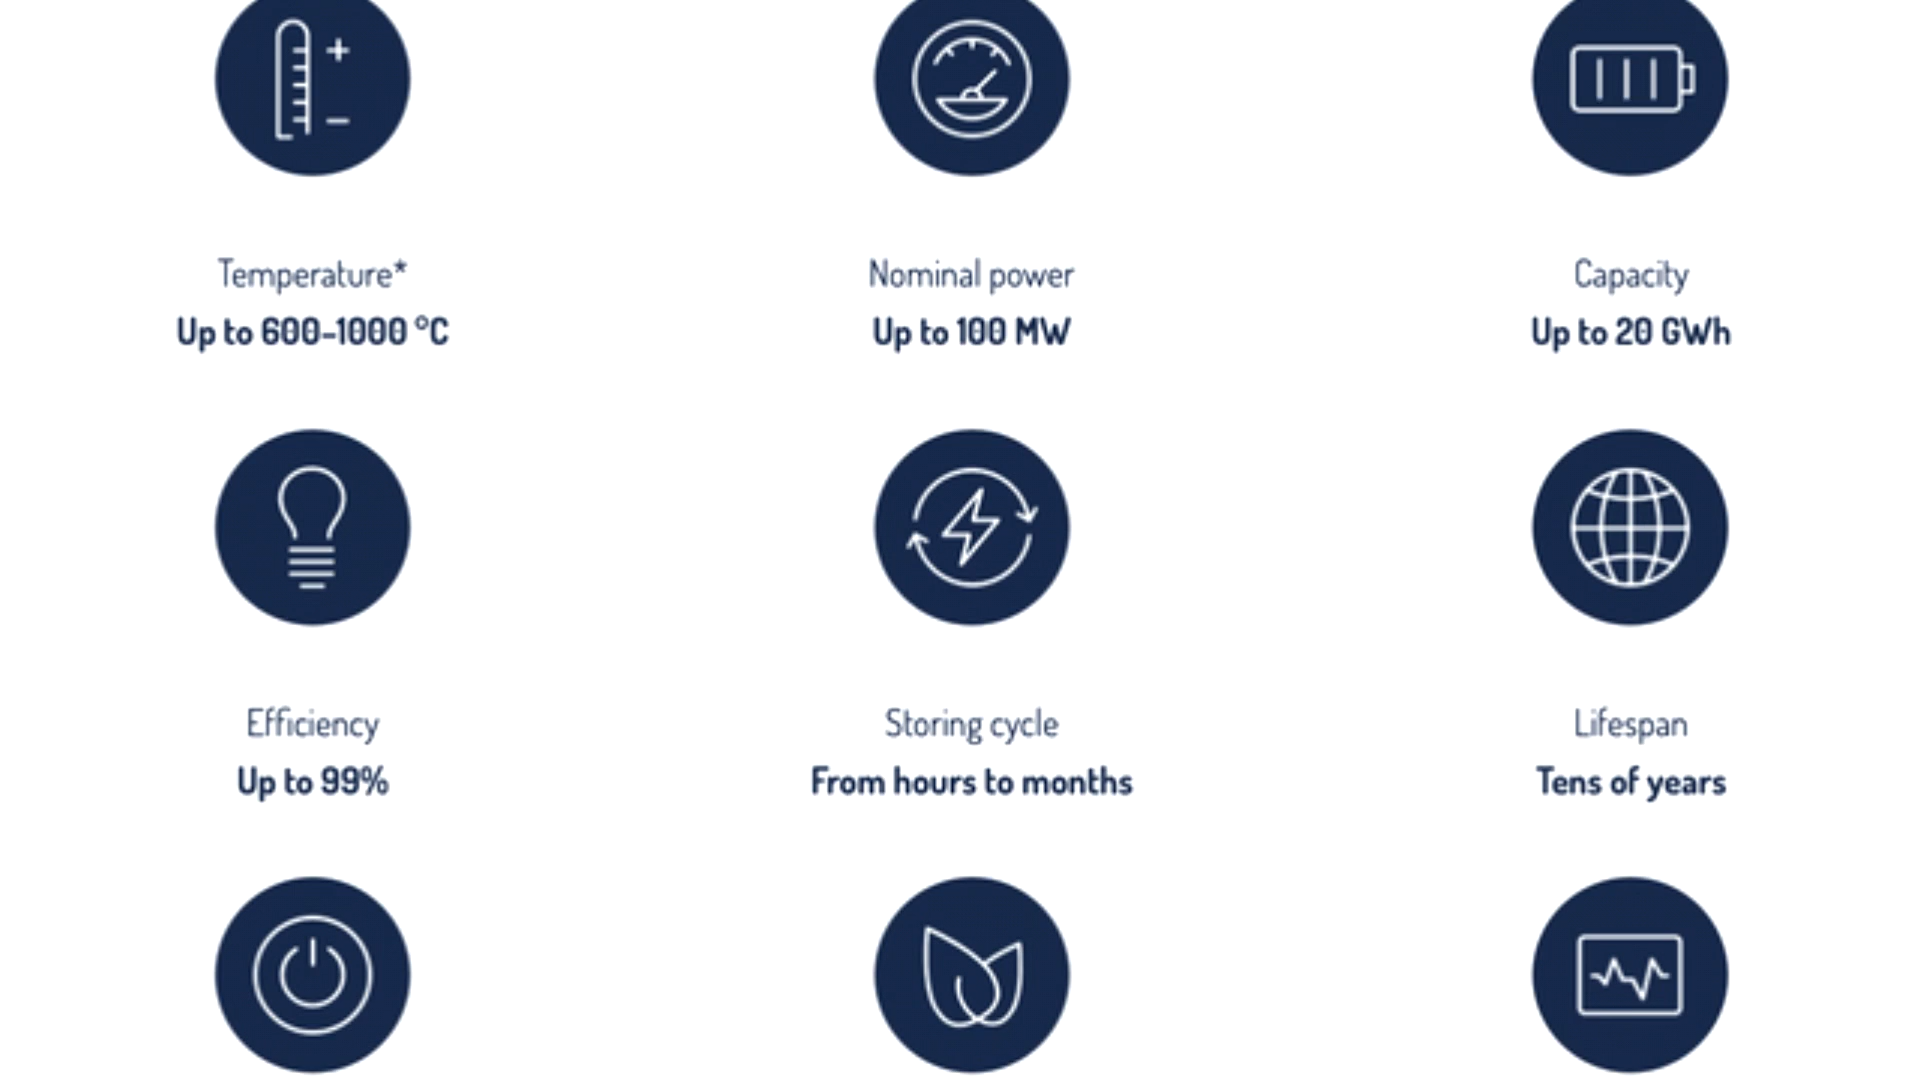 Temperature*
Up to 600–1000 °C
Nominal power
Up to 100 MW
Capacity
Up to 20 GWh
Efficiency
Up to 99%
Storing cycle
From hours to months
Lifespan
Tens of years